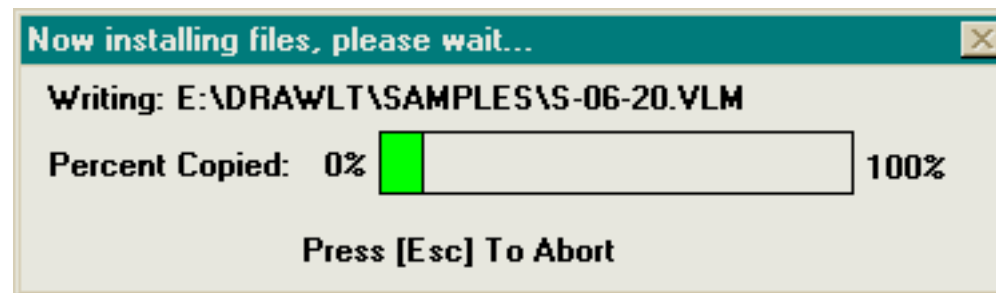 Now installing files, please wait...
Writing: E:\DRAWLT\SAMPLES\S-06-20.VLM
Percent Copied: 0% 100%
Press [Esc] To Abort